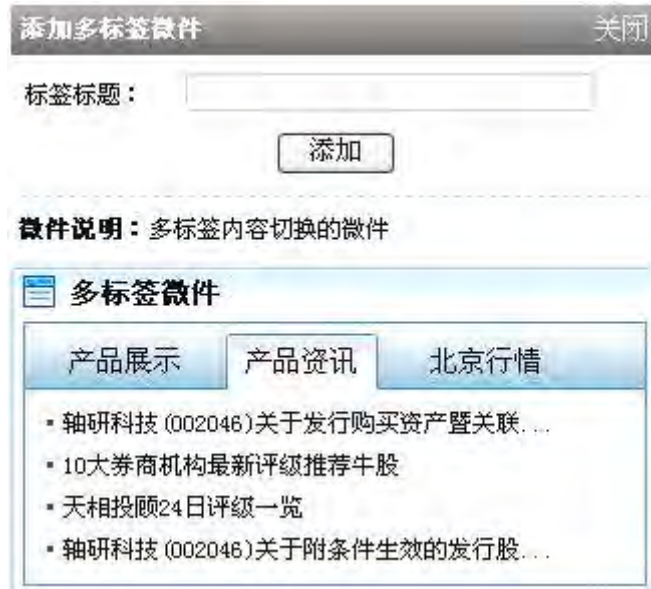 添加多标签微件 关闭
标签标题：
添加
微件说明：多标签内容切换的微件
多标签微件
产品展示 产品资讯 北京行情
▪ 轴研科技(002046)关于发行购买资产暨关联...
▪ 10大券商机构最新评级推荐牛股
▪ 天相投顾24日评级一览
▪ 轴研科技(002046)关于附条件生效的发行股...